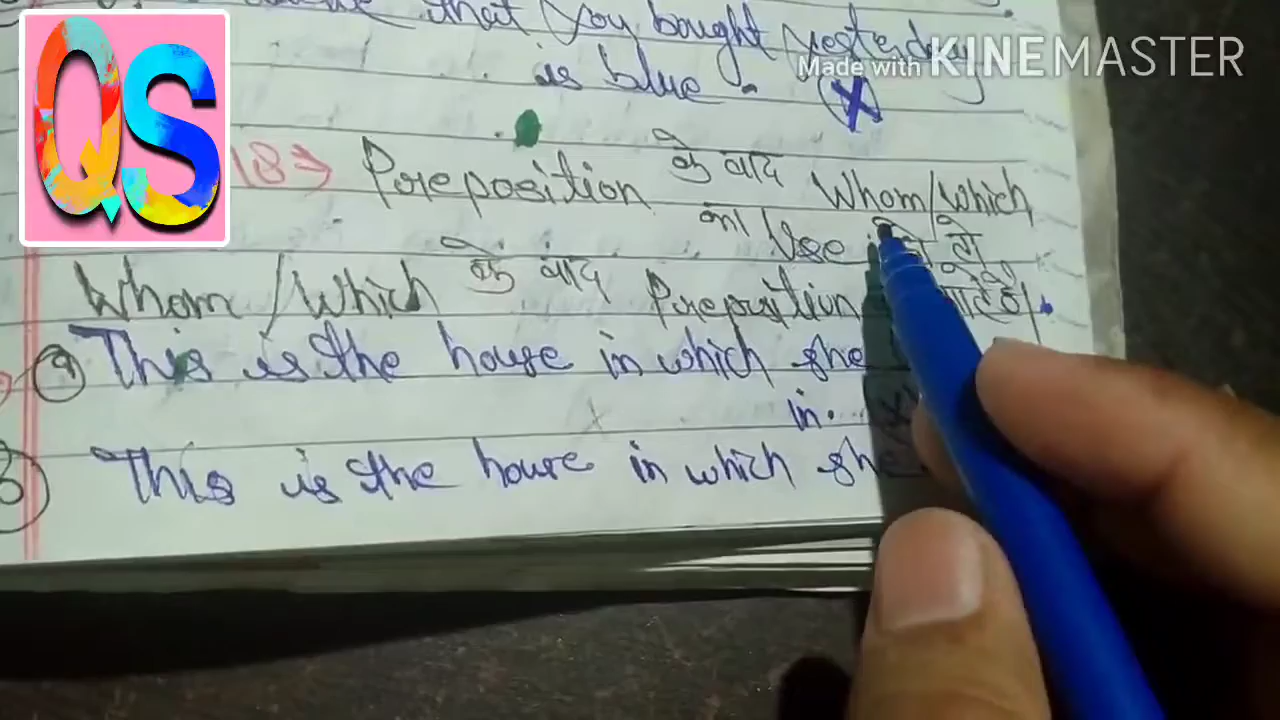 that you bought yesterday
is blue.
QS
Made with KINEMASTER
18⇒ Preposition के बाद Whom/Which
का Use हो तो
Whom/Which के बाद Preposition
This is the house in which she
in.
This is the house in which she